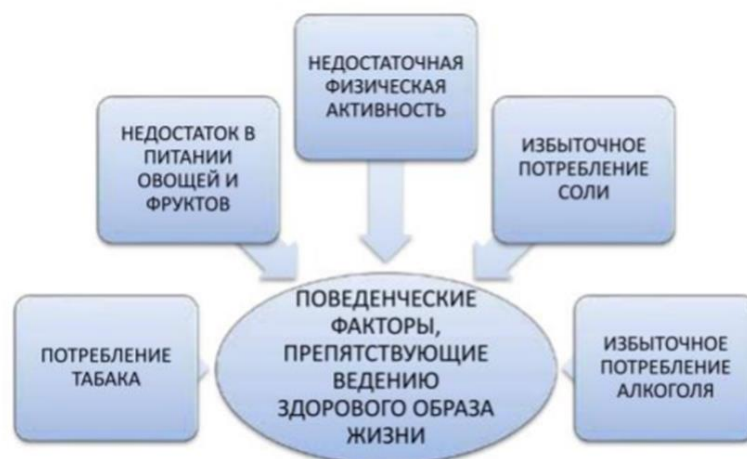 НЕДОСТАТОЧНАЯ
ФИЗИЧЕСКАЯ
АКТИВНОСТЬ
НЕДОСТАТОК В
ПИТАНИИ
ОВОЩЕЙ И
ФРУКТОВ
ИЗБЫТОЧНОЕ
ПОТРЕБЛЕНИЕ
СОЛИ
ПОТРЕБЛЕНИЕ
ТАБАКА
ПОВЕДЕНЧЕСКИЕ
ФАКТОРЫ,
ПРЕПЯТСТВУЮЩИЕ
ВЕДЕНИЮ
ЗДОРОВОГО ОБРАЗА
ЖИЗНИ
ИЗБЫТОЧНОЕ
ПОТРЕБЛЕНИЕ
АЛКОГОЛЯ